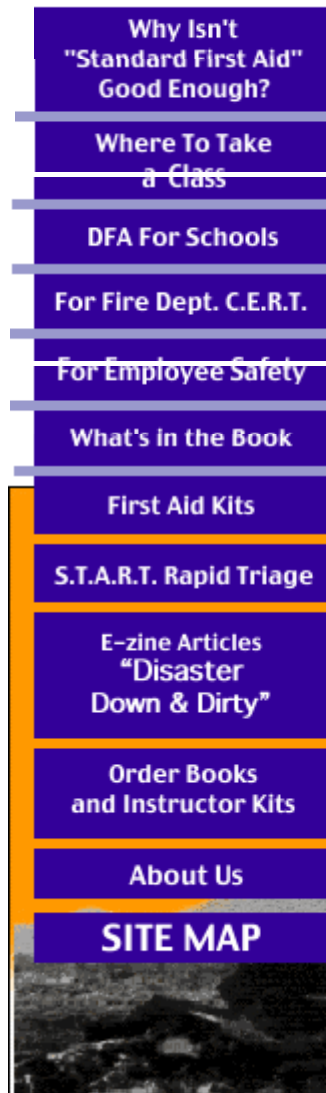 Why Isn't
"Standard First Aid"
Good Enough?
Where To Take
a Class
DFA For Schools
For Fire Dept. C.E.R.T.
For Employee Safety
What's in the Book
First Aid Kits
S.T.A.R.T. Rapid Triage
E-zine Articles
“Disaster
Down & Dirty”
Order Books
and Instructor Kits
About Us
SITE MAP